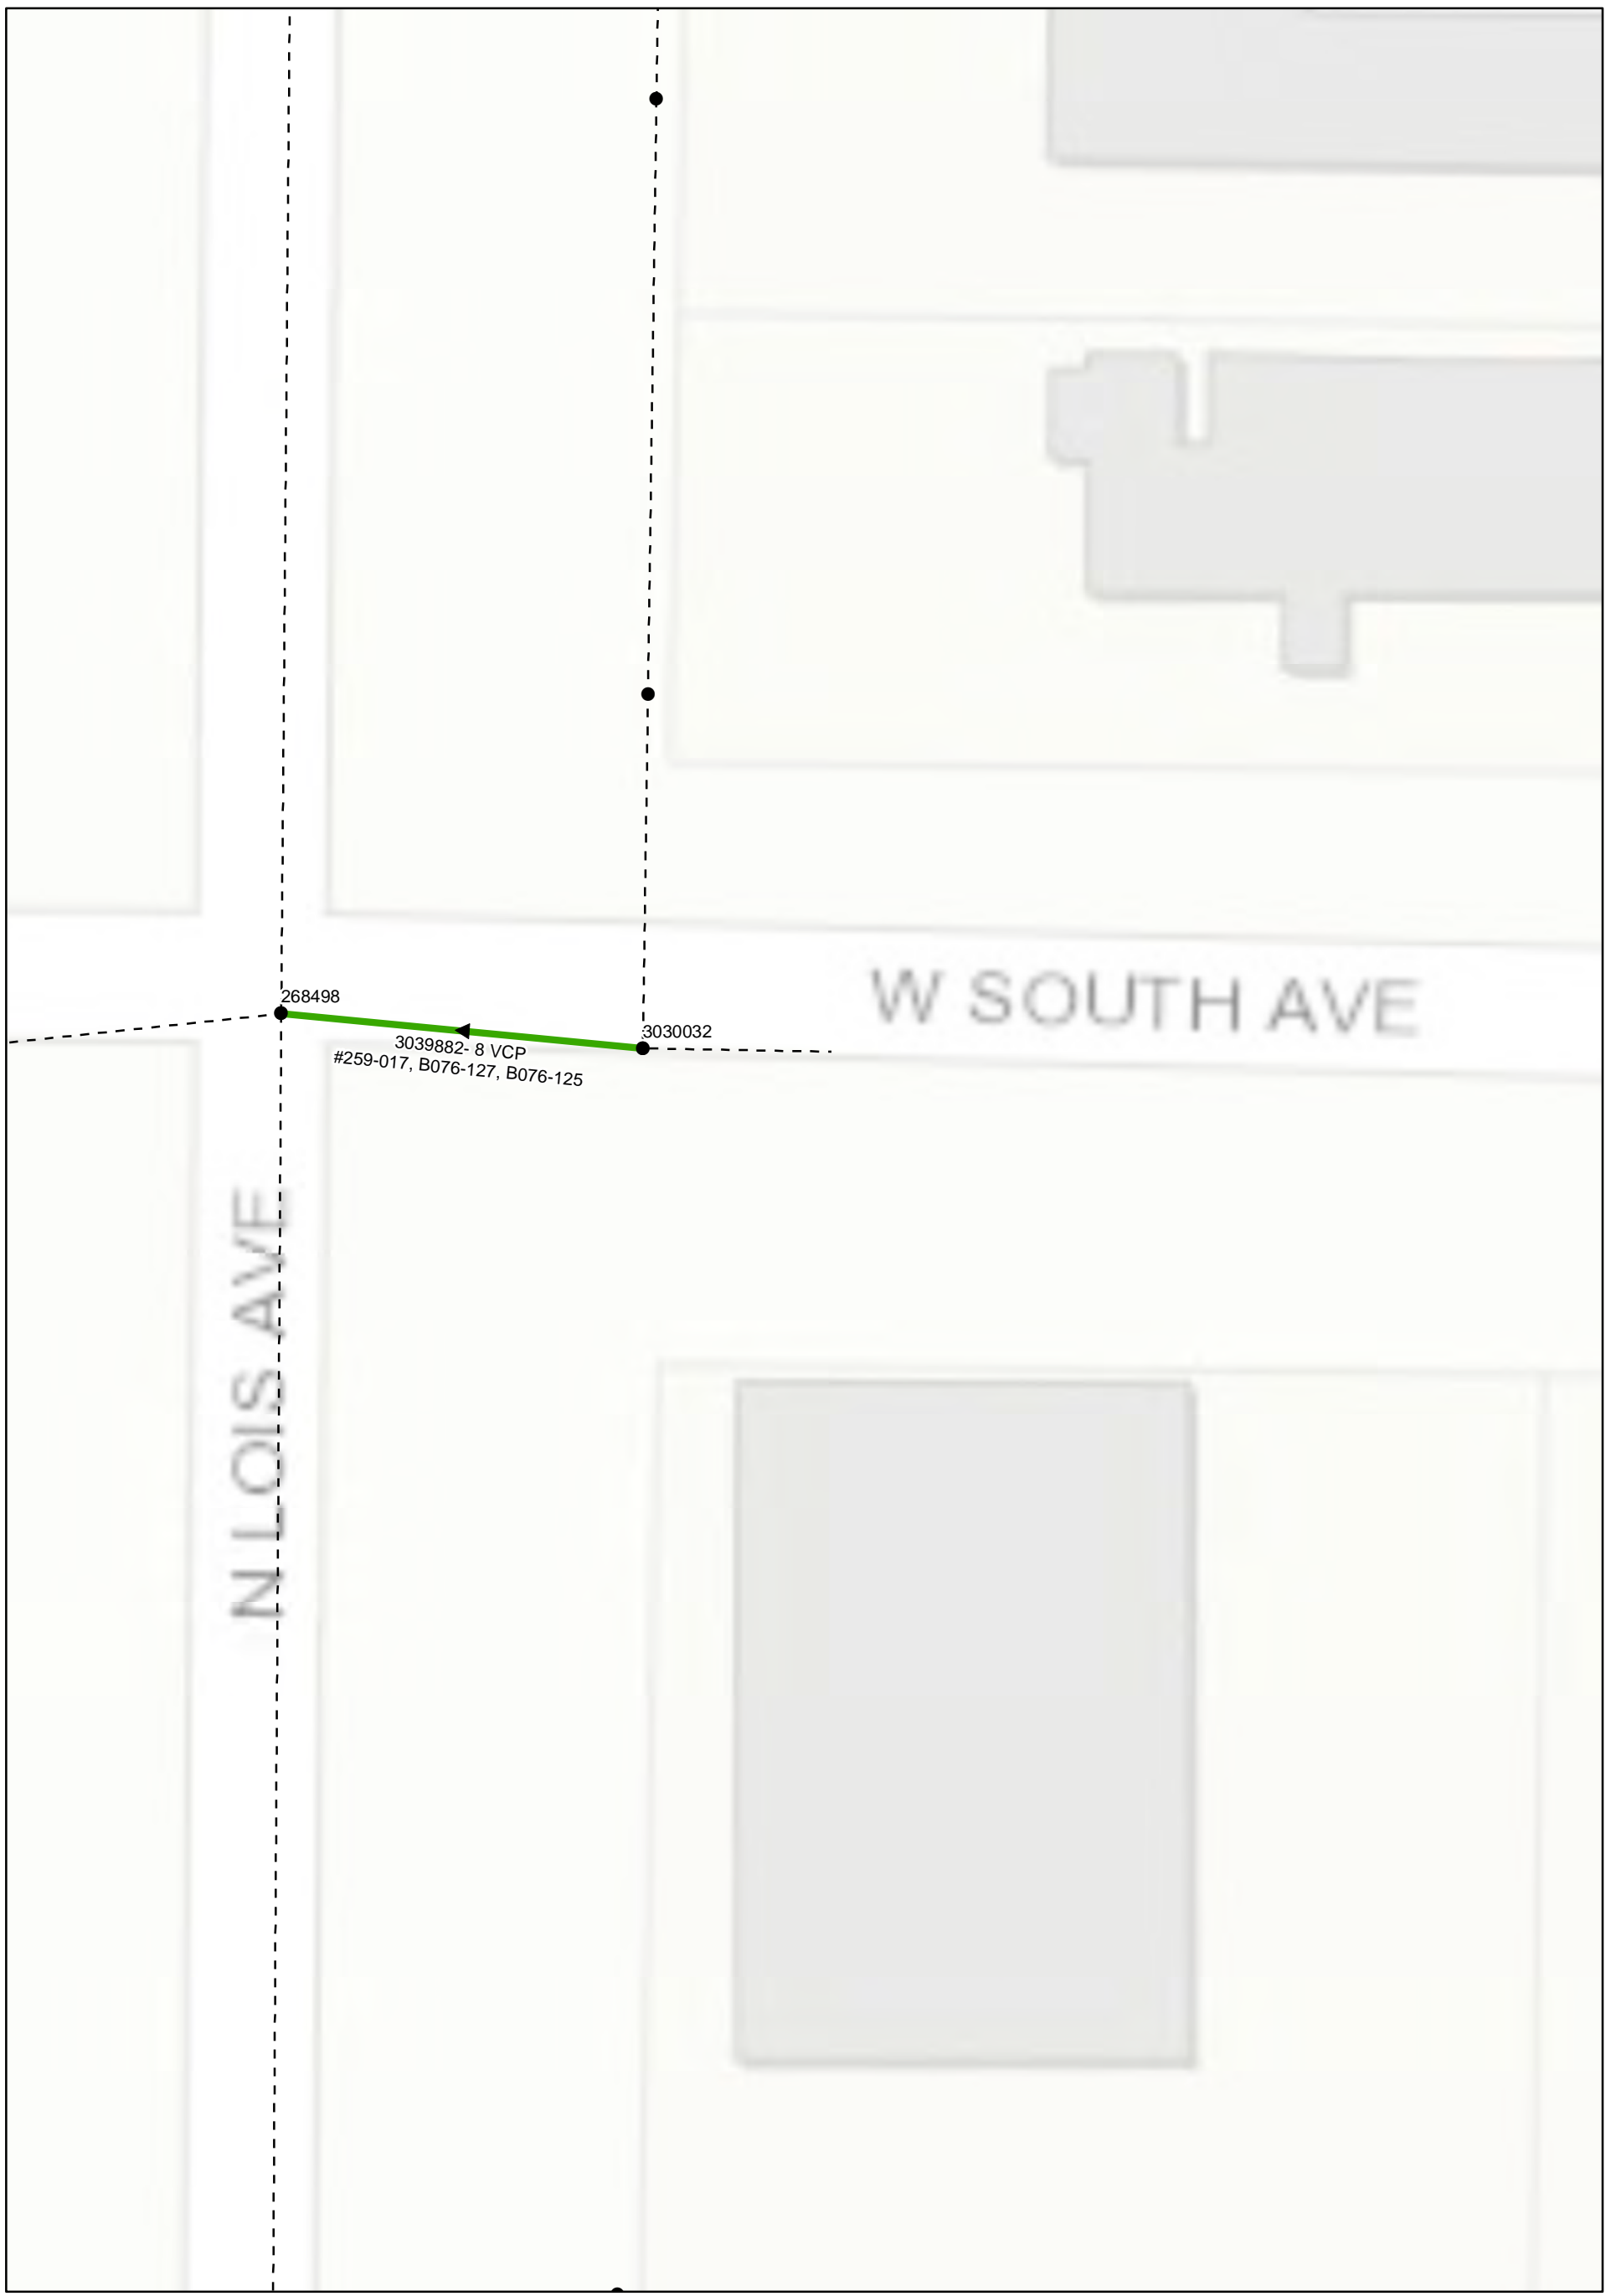 W SOUTH AVE
268498
3030032
3039882- 8 VCP
#259-017, B076-127, B076-125
N LOIS AVE